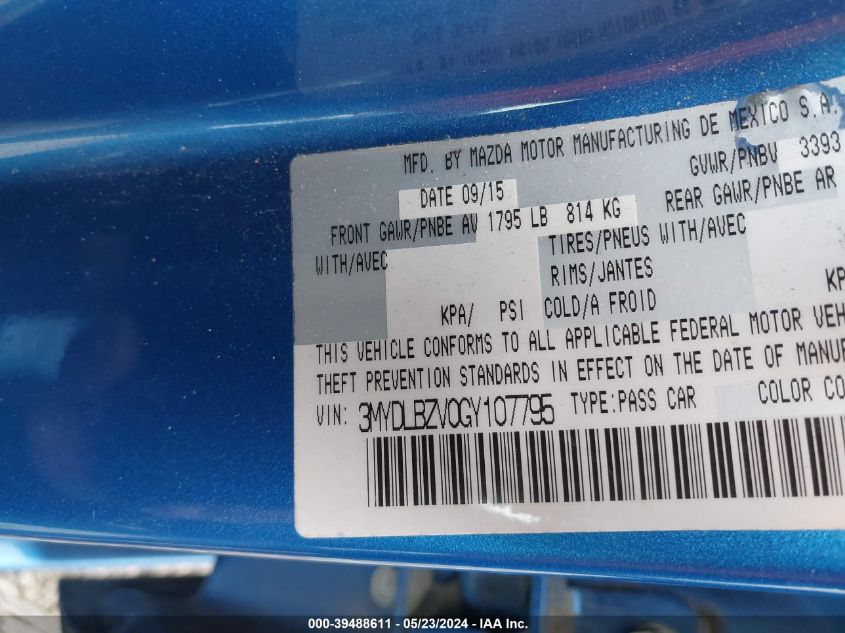 MFD. BY MAZDA MOTOR MANUFACTURING DE MEXICO S.A.
DATE 09/15 GVWR/PNBV 3393
FRONT GAWR/PNBE AV 1795 LB 814 KG REAR GAWR/PNBE AR
WITH/AVEC TIRES/PNEUS WITH/AVEC
RIMS/JANTES
KPA/ PSI COLD/A FROID KP
THIS VEHICLE CONFORMS TO ALL APPLICABLE FEDERAL MOTOR VEH
THEFT PREVENTION STANDARDS IN EFFECT ON THE DATE OF MANUF
VIN: 3MYDLBZV0GY107795 TYPE:PASS CAR COLOR CO
000-39488611 - 05/23/2024 - IAA Inc.